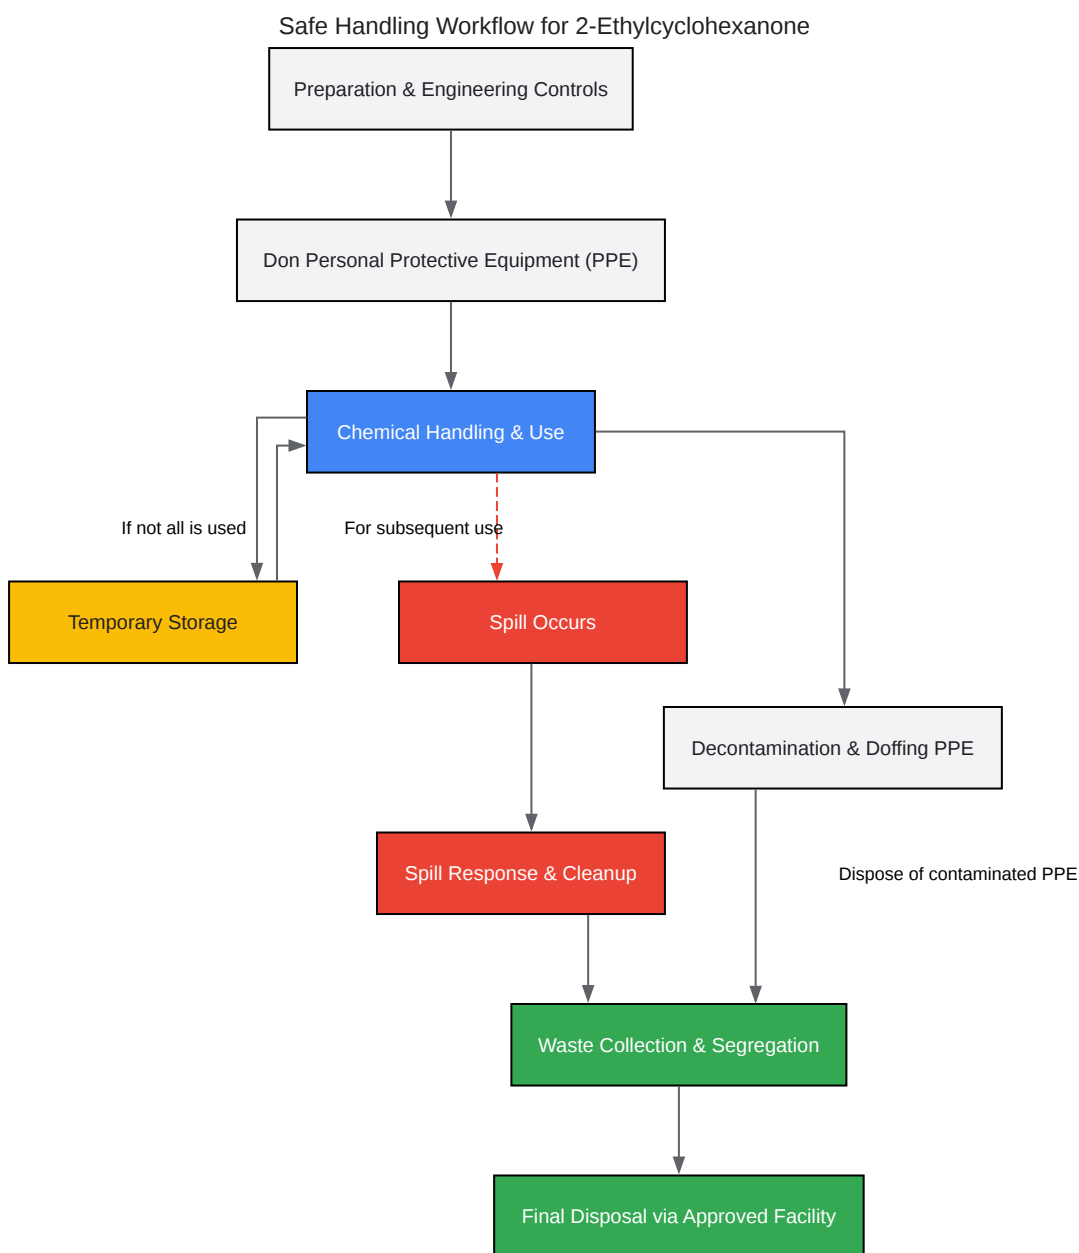 Safe Handling Workflow for 2-Ethylcyclohexanone
Preparation & Engineering Controls
Don Personal Protective Equipment (PPE)
Chemical Handling & Use
If not all is used
For subsequent use
Temporary Storage
Spill Occurs
Decontamination & Doffing PPE
Spill Response & Cleanup
Dispose of contaminated PPE
Waste Collection & Segregation
Final Disposal via Approved Facility